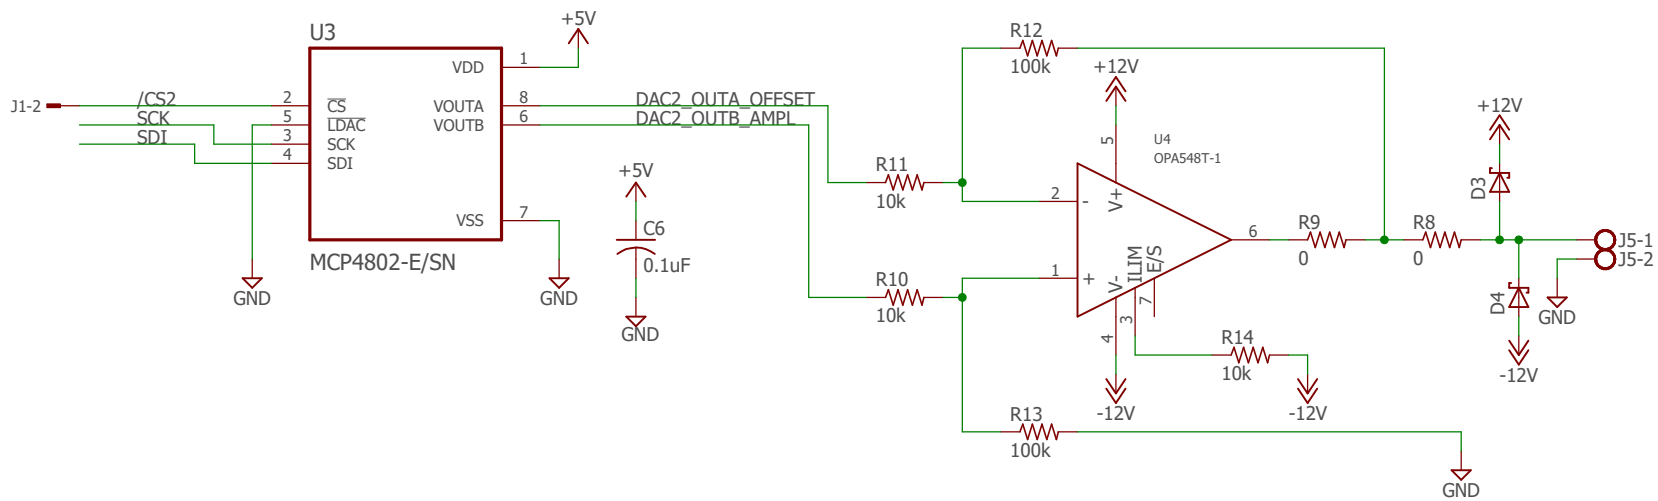 U3
+5V
VDD
1
J1-2
/CS2
2
CS
VOUTA
8
DAC2_OUTA_OFFSET
SCK
5
LDAC
VOUTB
6
DAC2_OUTB_AMPL
SDI
3
SCK
4
SDI
VSS
7
MCP4802-E/SN
GND
GND
+5V
C6
0.1uF
GND
R11
10k
R10
10k
R12
100k
+12V
5
U4
OPA548T-1
2
-
V+
1
+
V-
ILIM
E/S
6
4
3
7
-12V
R14
10k
-12V
R13
100k
GND
R9
0
R8
0
+12V
D3
D4
-12V
J5-1
J5-2
GND